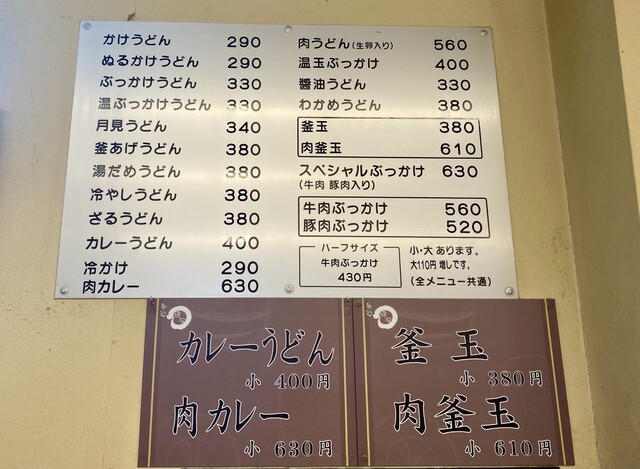 かけうどん 290
ぬるかけうどん 290
ぶっかけうどん 330
温ぶっかけうどん 330
月見うどん 340
釜あげうどん 380
湯だめうどん 380
冷やしうどん 380
ざるうどん 380
カレーうどん 400
冷かけ 290
肉カレー 630
肉うどん(生卵入り) 560
温玉ぶっかけ 400
醤油うどん 330
わかめうどん 380
釜玉 380
肉釜玉 610
スペシャルぶっかけ 630
(牛肉 豚肉入り)
牛肉ぶっかけ 560
豚肉ぶっかけ 520
ハーフサイズ
牛肉ぶっかけ
430円
小・大 あります。
大110円 増しです。
(全メニュー共通)
カレーうどん
小 400円
肉カレー
小 630円
釜玉
小 380円
肉釜玉
小 610円